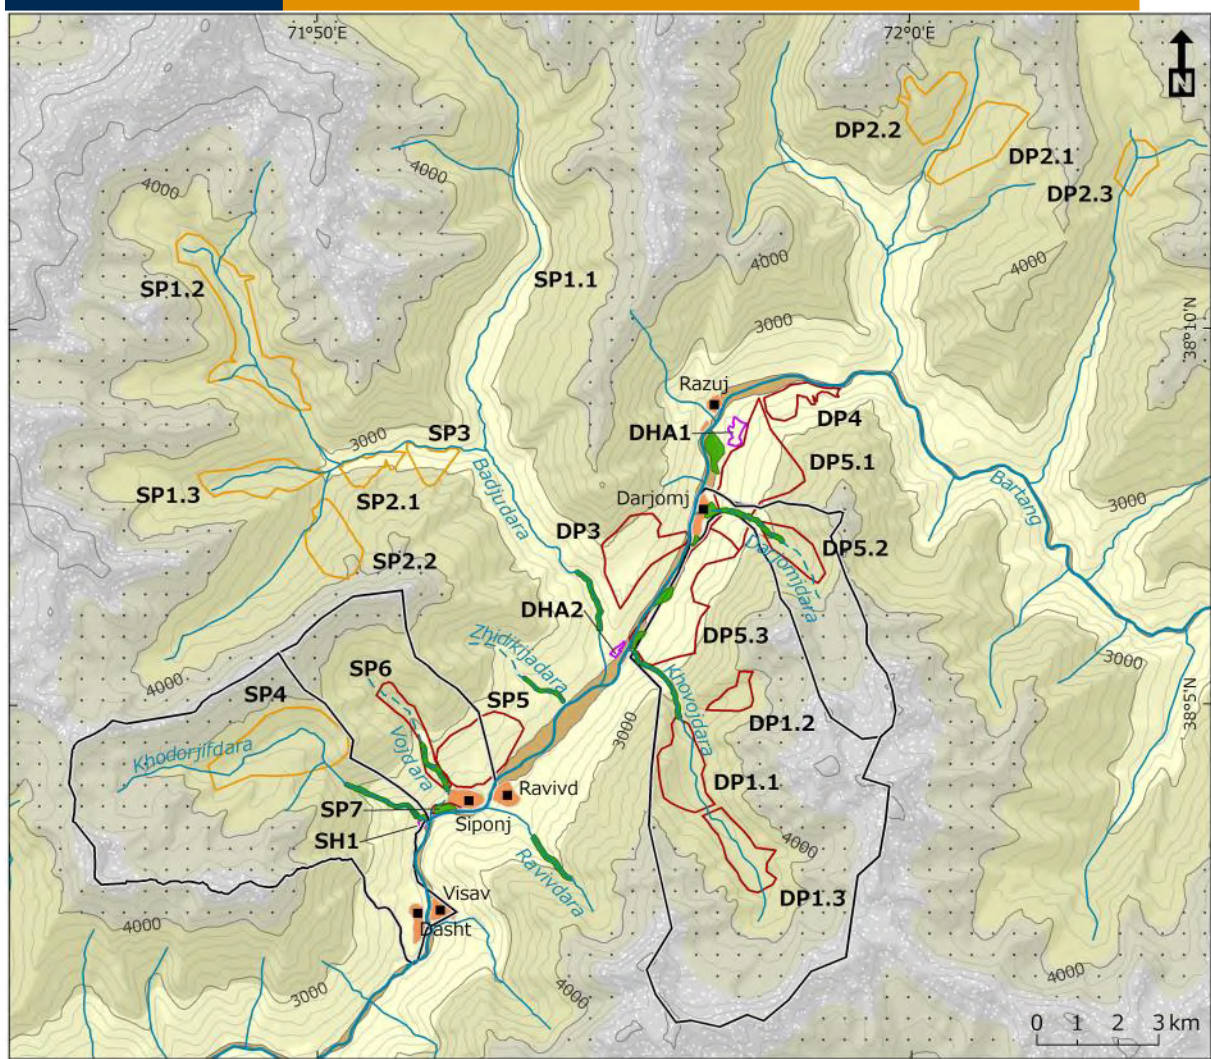 71°50'E
72°0'E
N
DP2.2
DP2.1
DP2.3
4000
4000
SP1.2
SP1.1
4000
4000
3000
38°10'N
Razuj
DHA1
DP4
3000
SP3
DP5.1
SP1.3
SP2.1
Badjudara
Darjomj
Bartang
3000
DP3
DP5.2
SP2.2
Darjomjdara
DHA2
Zhidikijadara
DP5.3
3000
4000
SP6
SP4
SP5
Khovojdara
DP1.2
38°5'N
3000
Khodorjifdara
Vojdara
DP1.1
Ravivd
SP7
Siponj
SH1
4000
Ravivdara
Visav
DP1.3
Dasht
4000
4000
3000
4000
0 1 2 3 km